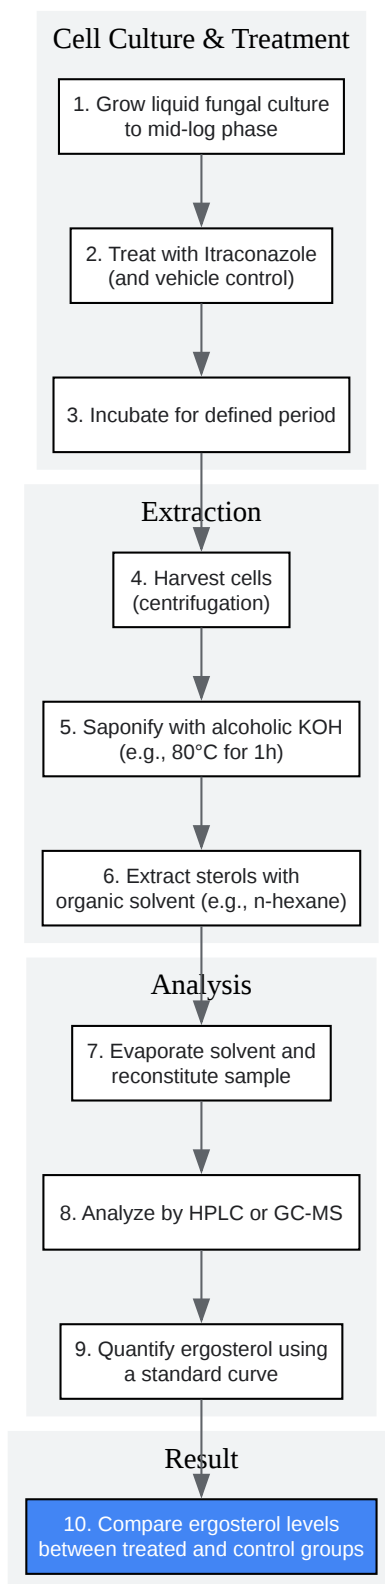 Cell Culture & Treatment
1. Grow liquid fungal culture
to mid-log phase
2. Treat with Itraconazole
(and vehicle control)
3. Incubate for defined period
Extraction
4. Harvest cells
(centrifugation)
5. Saponify with alcoholic KOH
(e.g., 80°C for 1h)
6. Extract sterols with
organic solvent (e.g., n-hexane)
Analysis
7. Evaporate solvent and
reconstitute sample
8. Analyze by HPLC or GC-MS
9. Quantify ergosterol using
a standard curve
Result
10. Compare ergosterol levels
between treated and control groups